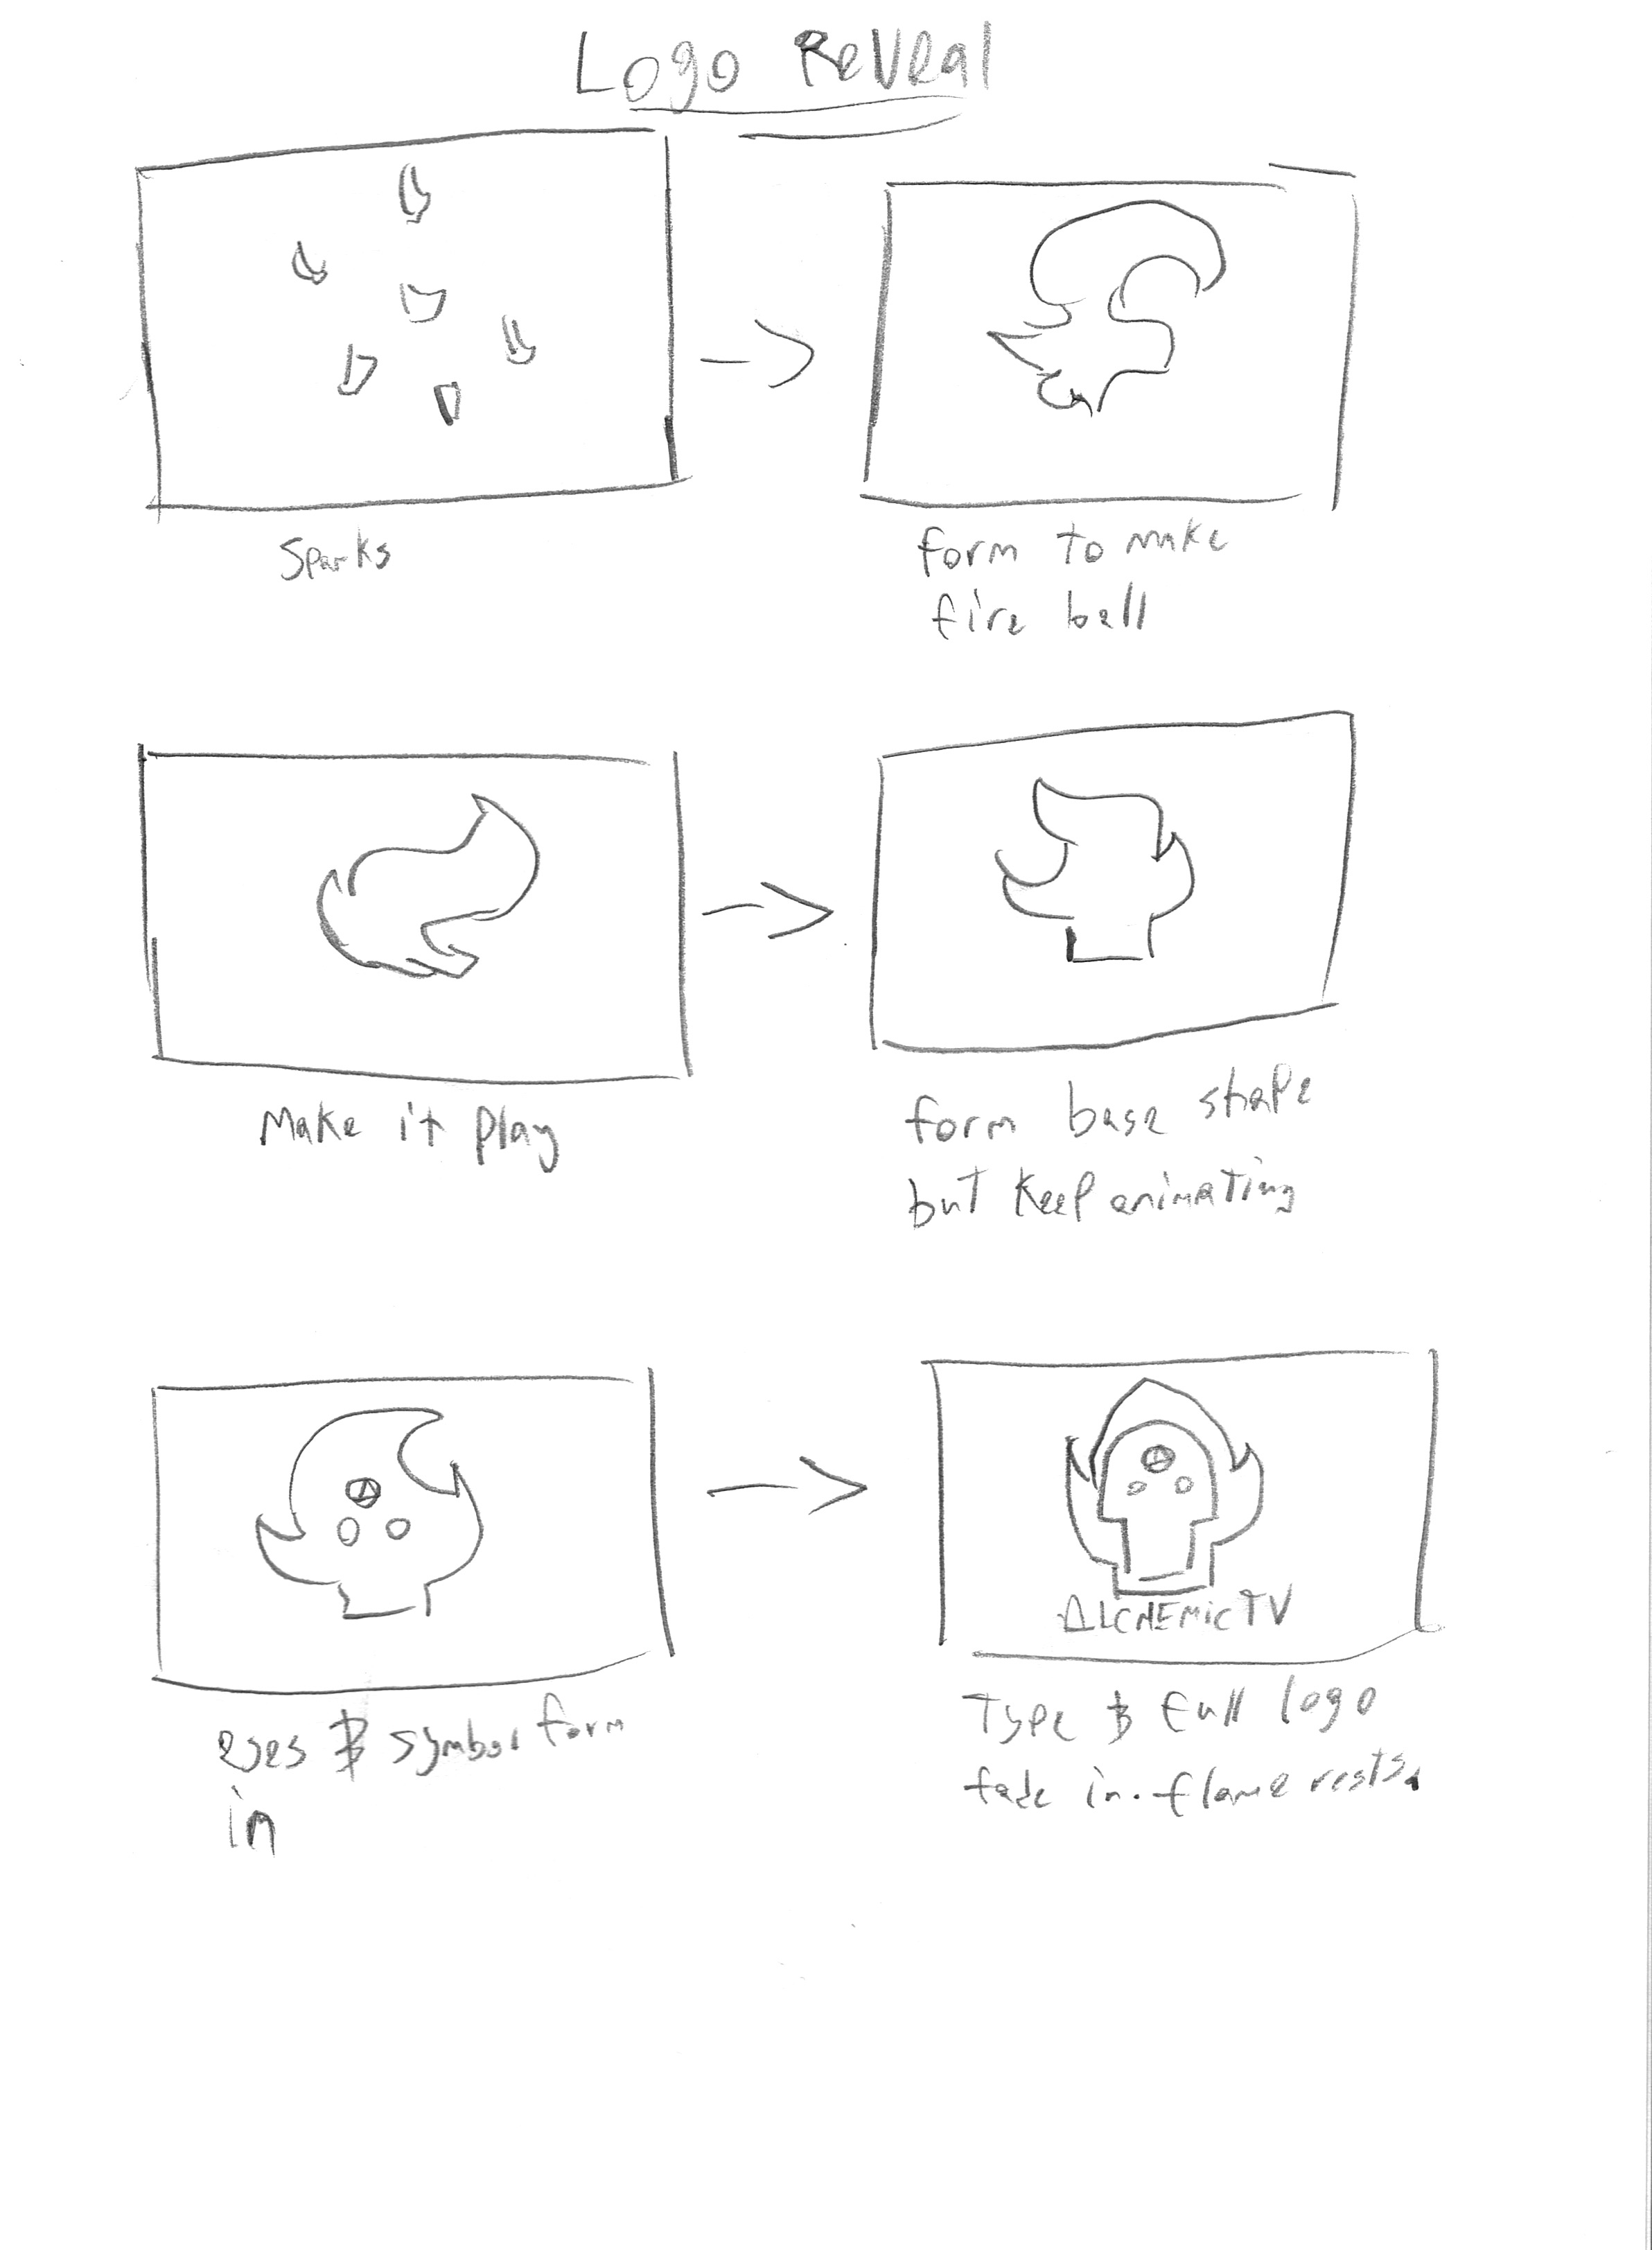 Logo Reveal
Sparks
form to make
fire ball
Make it play
form base shape
but keep animating
eyes & symbol form
in
ALCHEMIC TV
Type & full logo
fade in. flame rests.